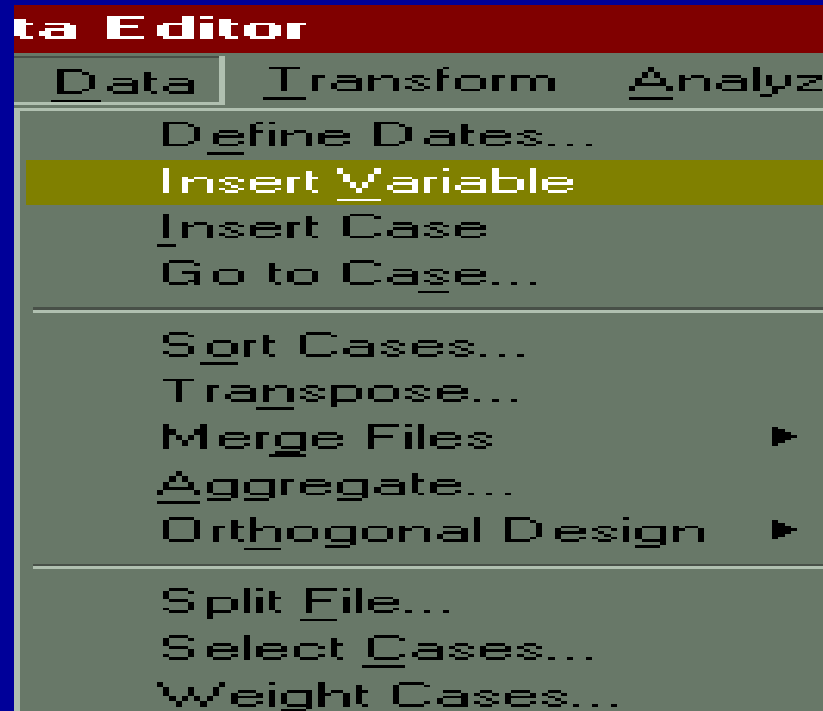 ta Editor
Data Transform Analyz
Define Dates...
Insert Variable
Insert Case
Go to Case...
Sort Cases...
Transpose...
Merge Files
Aggregate...
Orthogonal Design
Split File...
Select Cases...
Weight Cases...